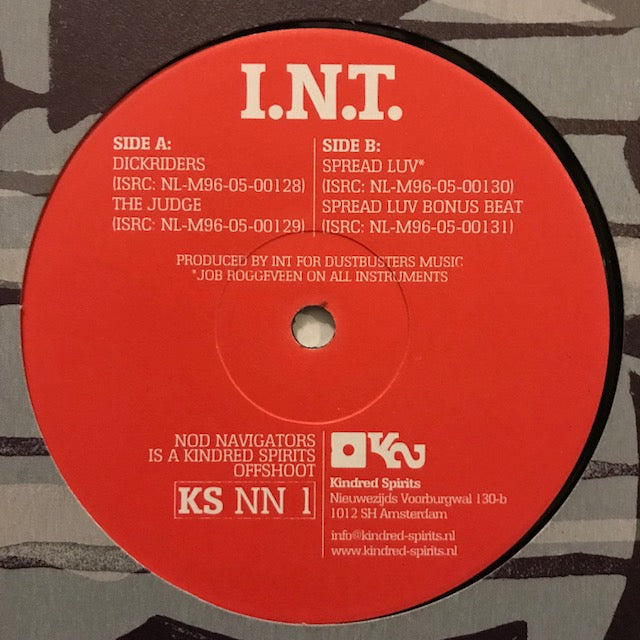 I.N.T.
SIDE A:
DICKRIDERS
(ISRC: NL-M96-05-00128)
THE JUDGE
(ISRC: NL-M96-05-00129)
SIDE B:
SPREAD LUV*
(ISRC: NL-M96-05-00130)
SPREAD LUV BONUS BEAT
(ISRC: NL-M96-05-00131)
PRODUCED BY INT FOR DUSTBUSTERS MUSIC
*JOB ROGGEVEEN ON ALL INSTRUMENTS
NOD NAVIGATORS
IS A KINDRED SPIRITS
OFFSHOOT
KS NN 1
Kindred Spirits
Nieuwezijds Voorburgwal 130-b
1012 SH Amsterdam
info@kindred-spirits.nl
www.kindred-spirits.nl